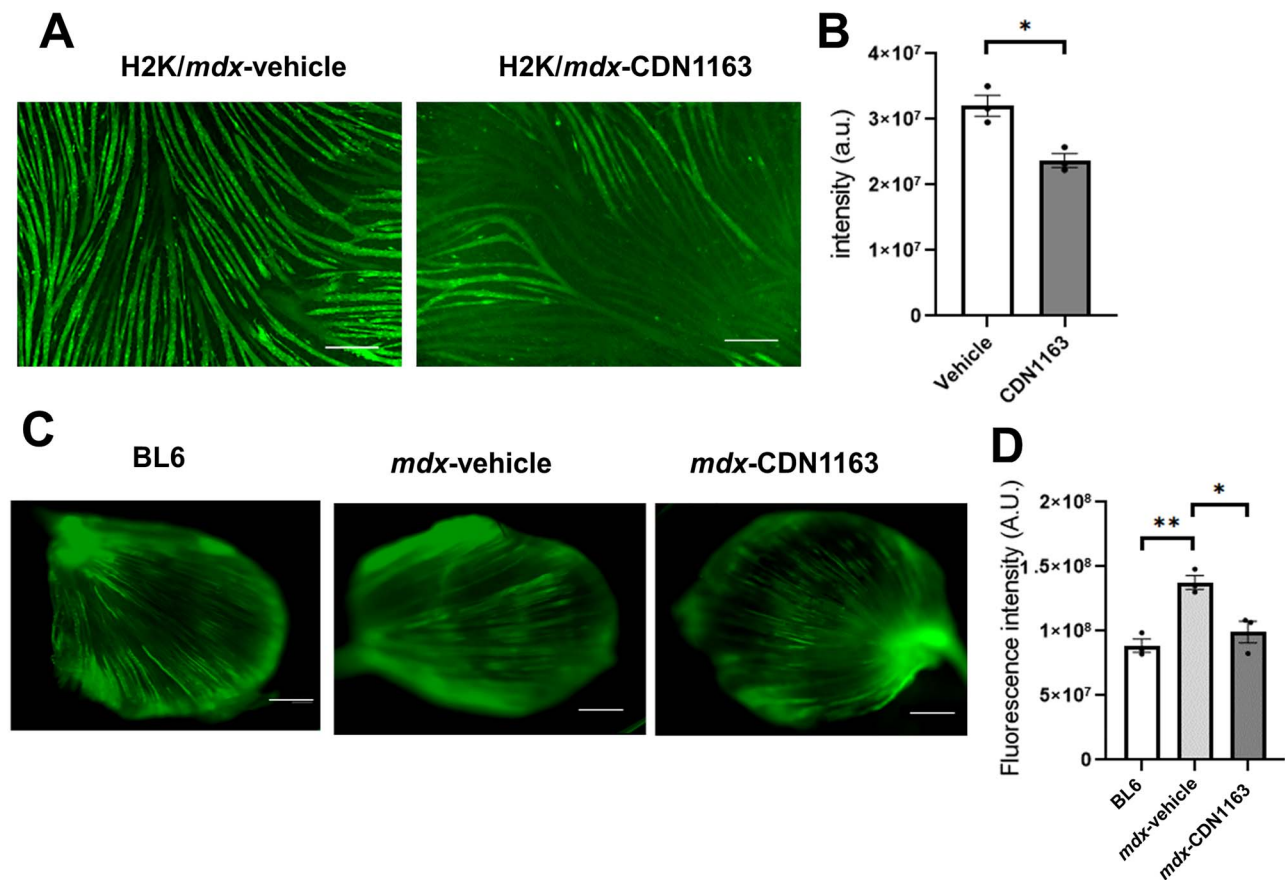 A
H2K/mdx-vehicle
H2K/mdx-CDN1163
B
*
4×10⁷
3×10⁷
2×10⁷
1×10⁷
0
intensity (a.u.)
Vehicle
CDN1163
C
BL6
mdx-vehicle
mdx-CDN1163
D
*
**
2×10⁸
1.5×10⁸
1×10⁸
5×10⁷
0
Fluorescence intensity (A.U.)
BL6
mdx-vehicle
mdx-CDN1163